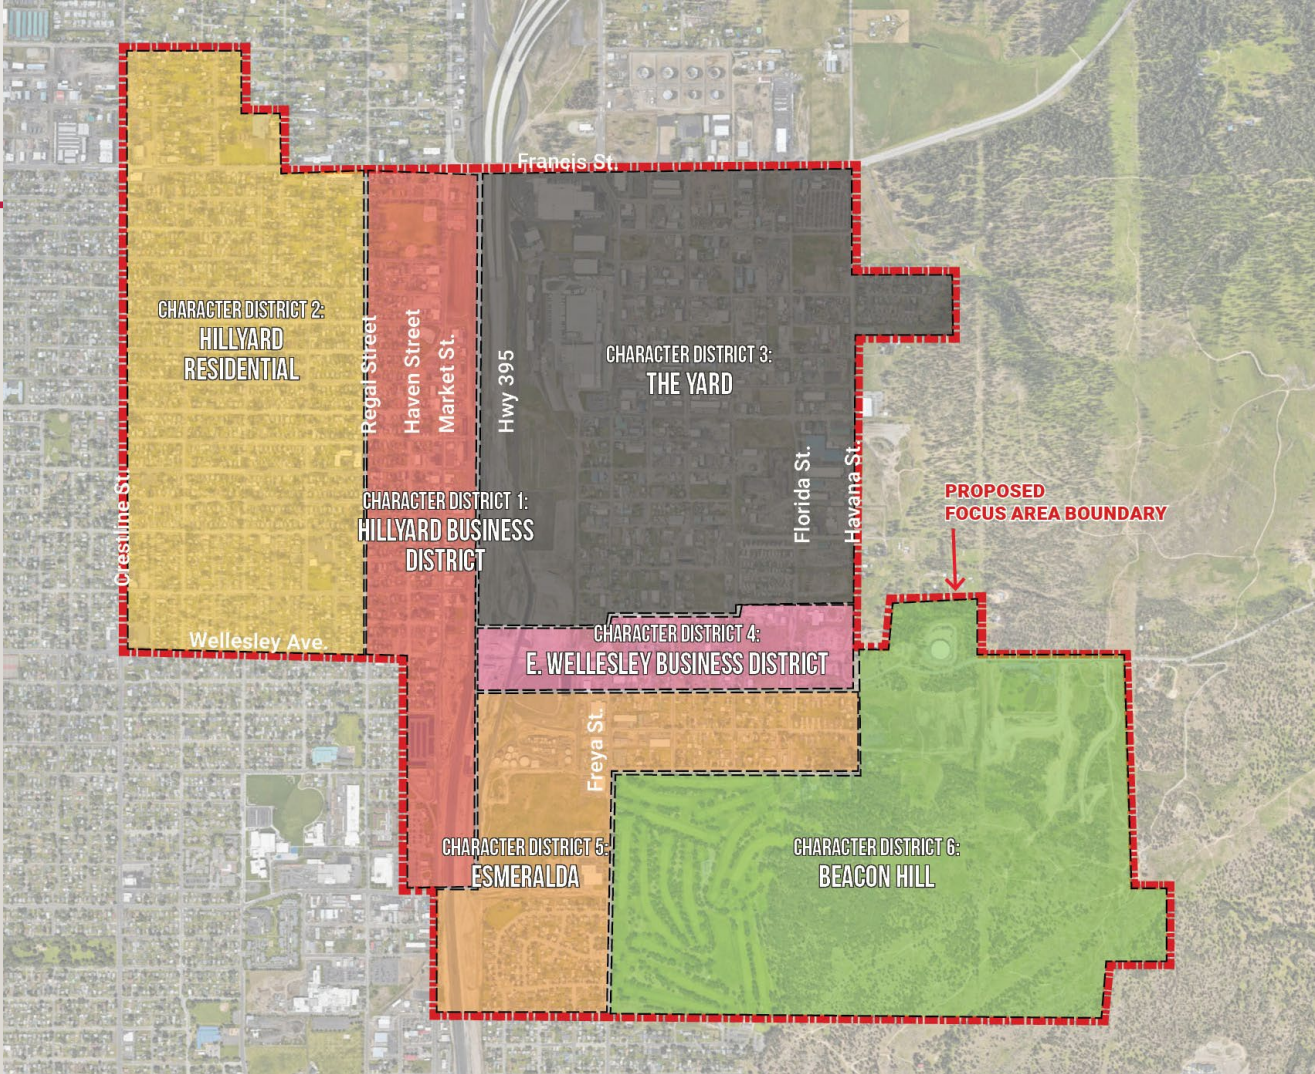 Francis St.
CHARACTER DISTRICT 2:
HILLYARD
RESIDENTIAL
Regal Street
Haven Street
Market St.
Hwy 395
CHARACTER DISTRICT 3:
THE YARD
Florida St.
Havana St.
Crestline St.
CHARACTER DISTRICT 1:
HILLYARD BUSINESS
DISTRICT
PROPOSED
FOCUS AREA BOUNDARY
Wellesley Ave.
CHARACTER DISTRICT 4:
E. WELLESLEY BUSINESS DISTRICT
Freya St.
CHARACTER DISTRICT 5:
ESMERALDA
CHARACTER DISTRICT 6:
BEACON HILL